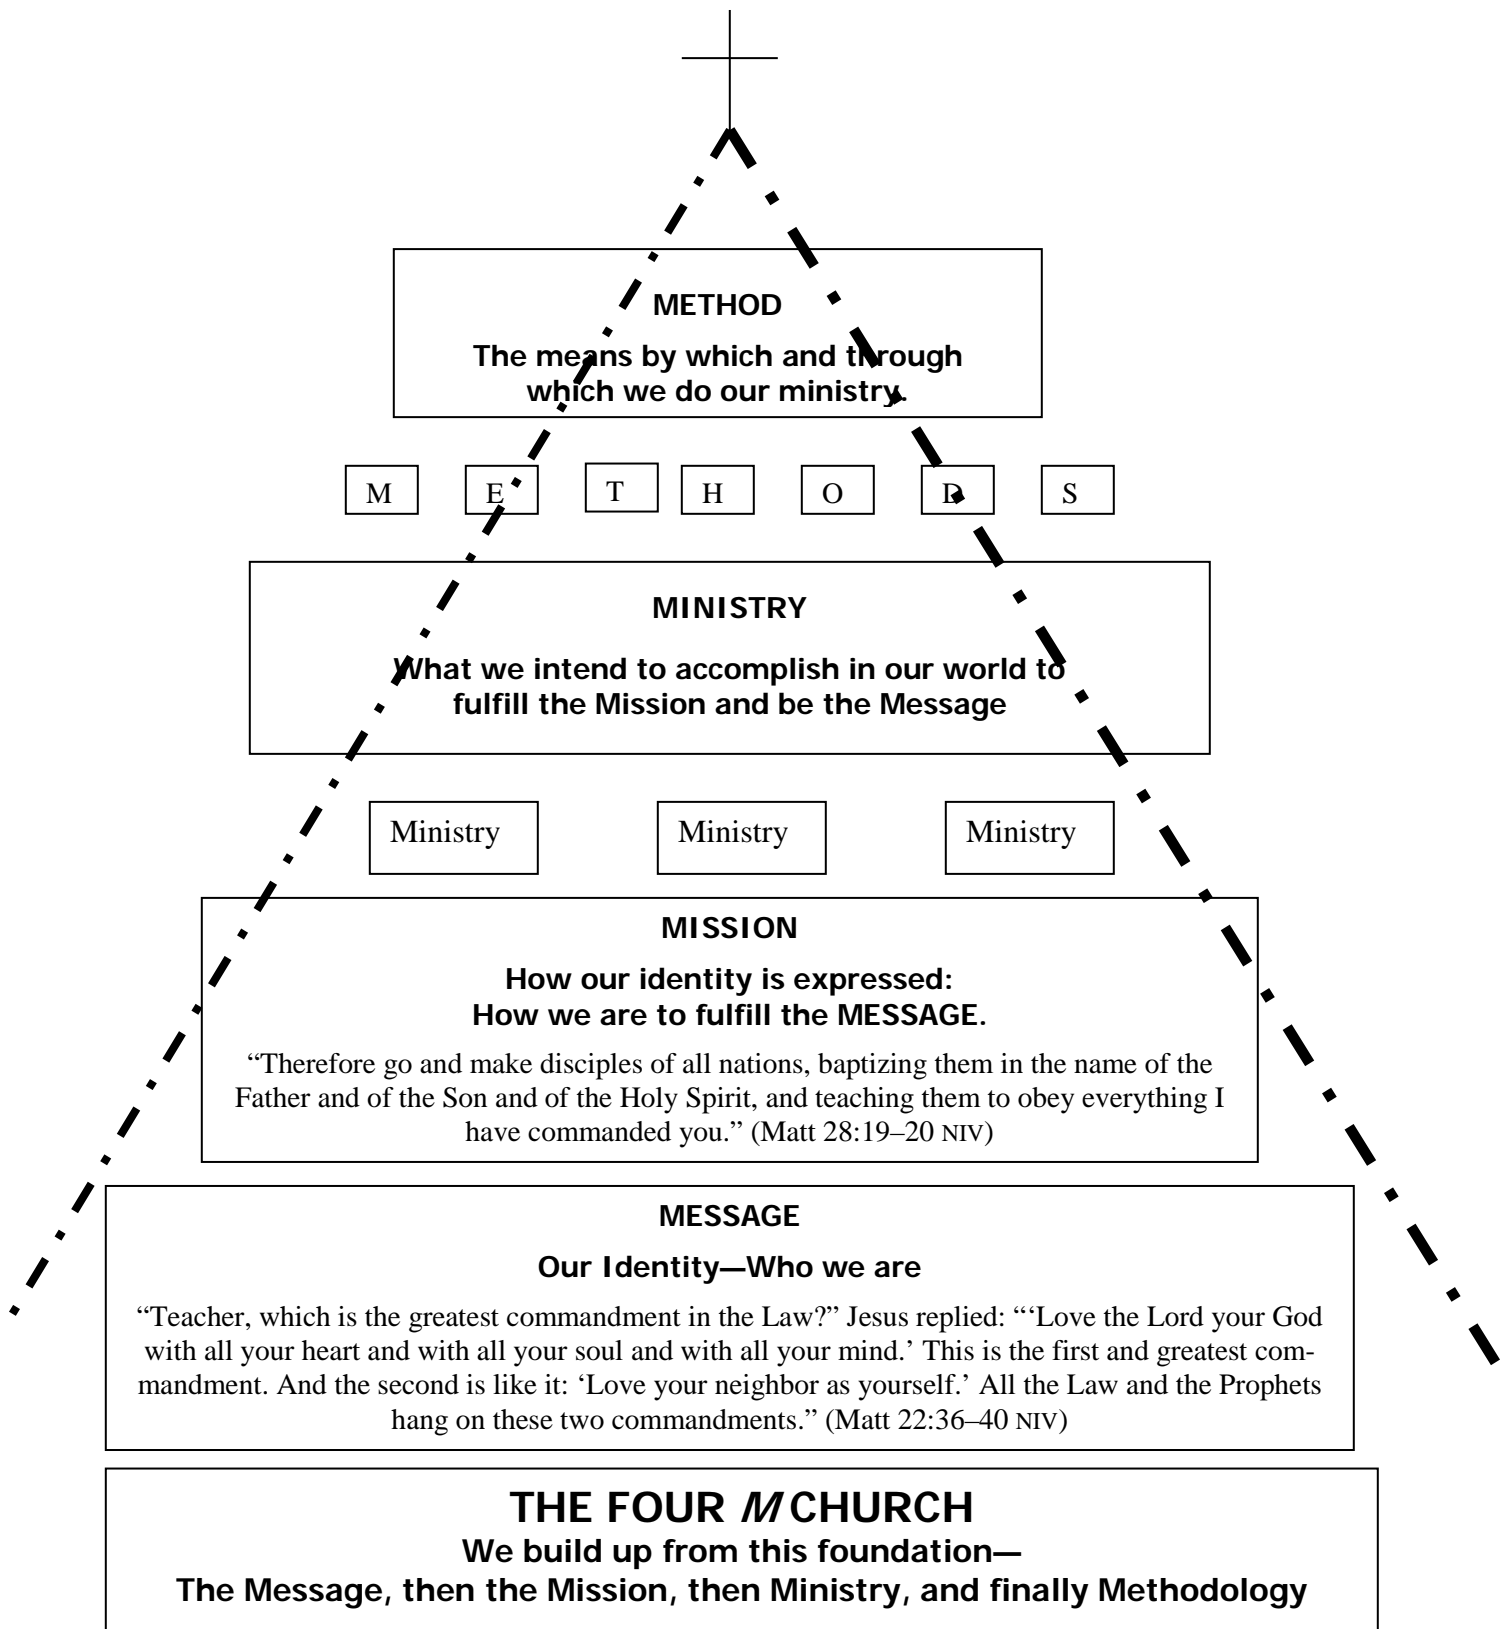 METHOD
The means by which and through
which we do our ministry.
M E T H O D S
MINISTRY
What we intend to accomplish in our world to
fulfill the Mission and be the Message
Ministry Ministry Ministry
MISSION
How our identity is expressed:
How we are to fulfill the MESSAGE.
“Therefore go and make disciples of all nations, baptizing them in the name of the
Father and of the Son and of the Holy Spirit, and teaching them to obey everything I
have commanded you.” (Matt 28:19–20 NIV)
MESSAGE
Our Identity—Who we are
“Teacher, which is the greatest commandment in the Law?” Jesus replied: “‘Love the Lord your God
with all your heart and with all your soul and with all your mind.’ This is the first and greatest com-
mandment. And the second is like it: ‘Love your neighbor as yourself.’ All the Law and the Prophets
hang on these two commandments.” (Matt 22:36–40 NIV)
THE FOUR M CHURCH
We build up from this foundation—
The Message, then the Mission, then Ministry, and finally Methodology